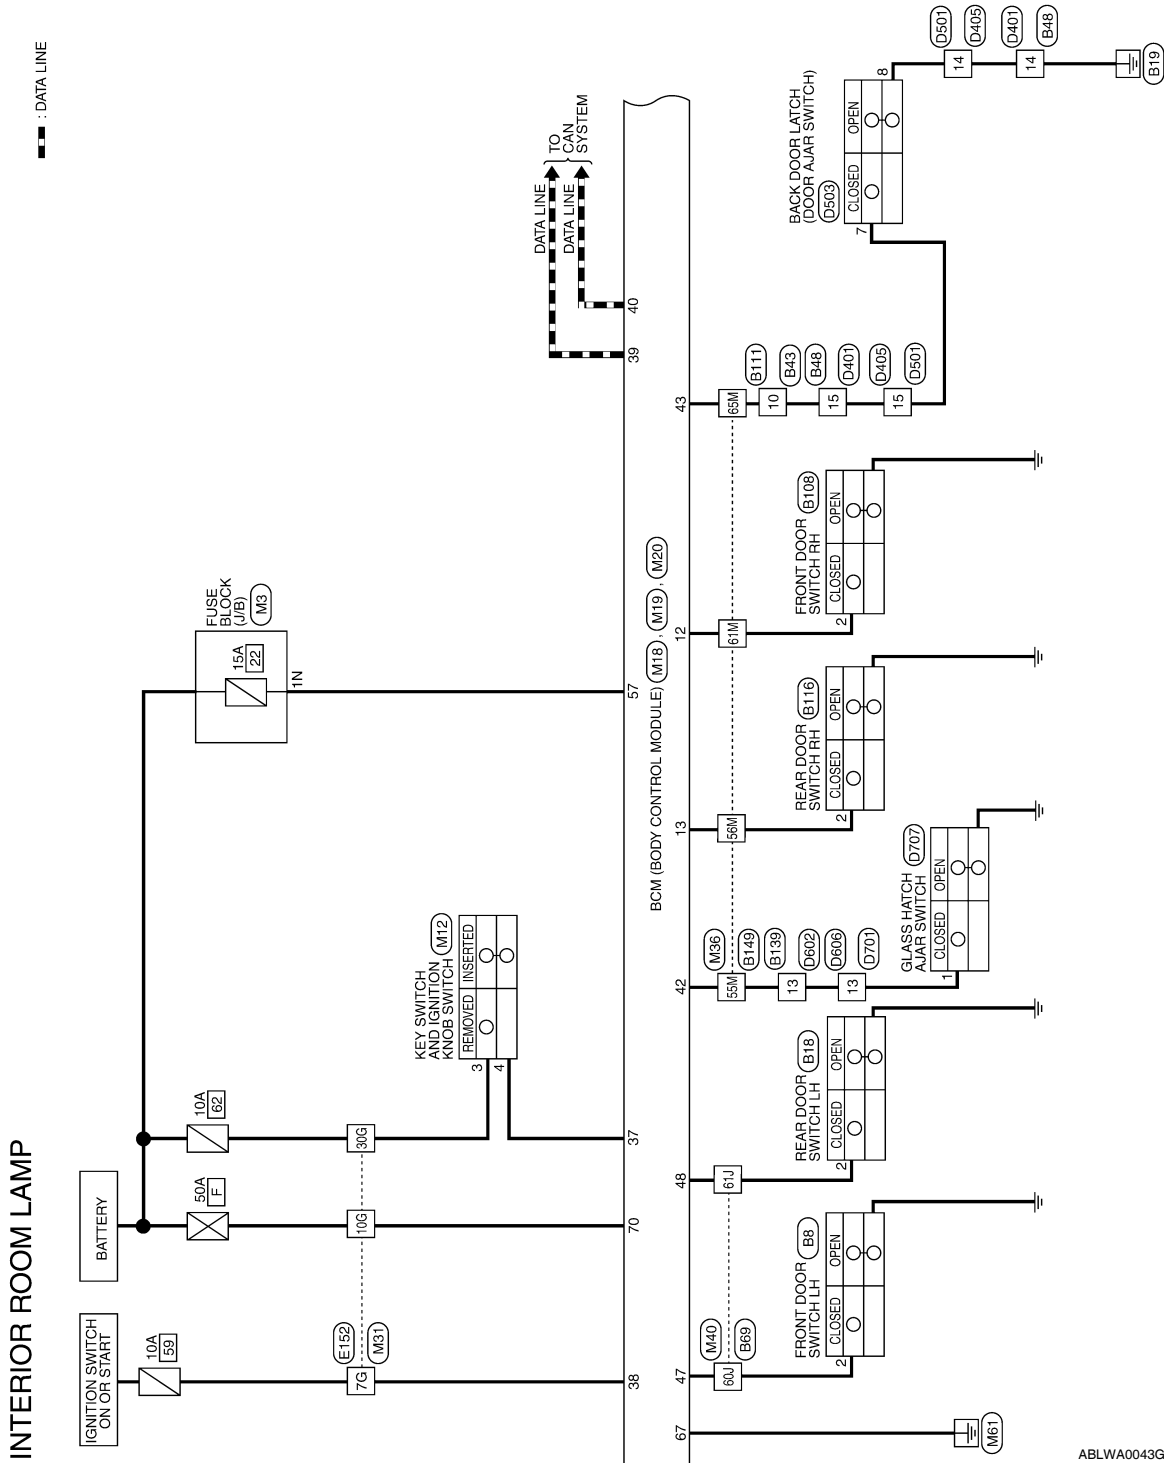 INTERIOR ROOM LAMP
: DATA LINE
IGNITION SWITCH
ON OR START
BATTERY
10A
59
50A
F
10A
62
FUSE
BLOCK
(J/B)
M3
15A
22
1N
7G
E152
M31
10G
30G
KEY SWITCH
AND IGNITION
KNOB SWITCH
M12
REMOVED
INSERTED
3
4
DATA LINE
DATA LINE
TO
CAN
SYSTEM
38
70
37
57
39
40
BCM (BODY CONTROL MODULE) M18 , M19 , M20
67
47
48
42
13
12
43
M61
60J
M40
B69
61J
55M
M36
B149
B139
13
D602
D606
13
D701
56M
61M
65M
B111
10
B43
B48
15
D401
D405
15
D501
FRONT DOOR
SWITCH LH
B8
CLOSED
OPEN
2
REAR DOOR
SWITCH LH
B18
CLOSED
OPEN
2
GLASS HATCH
AJAR SWITCH
D707
CLOSED
OPEN
1
REAR DOOR
SWITCH RH
B116
CLOSED
OPEN
2
FRONT DOOR
SWITCH RH
B108
CLOSED
OPEN
2
BACK DOOR LATCH
(DOOR AJAR SWITCH)
D503
CLOSED
OPEN
7
8
D501
14
D405
D401
14
B48
B19
ABLWA0043G